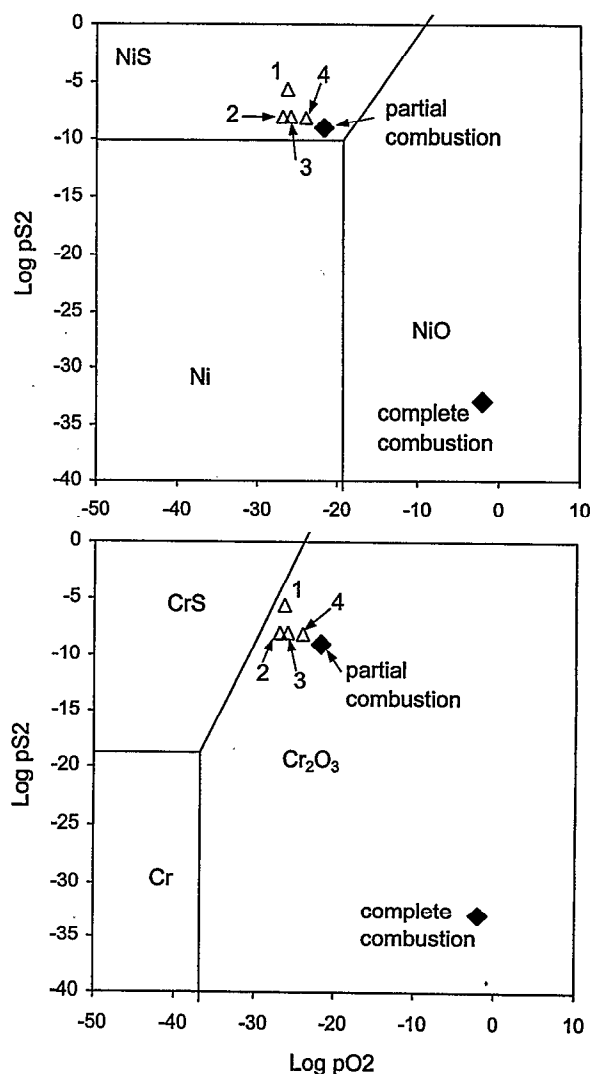 0
-5
-10
-15
-20
-25
-30
-35
-40
Log pS2
NiS
1
2
3
4
partial
combustion
Ni
NiO
complete
combustion
-50 -40 -30 -20 -10 0 10
0
-5
-10
-15
-20
-25
-30
-35
-40
Log pS2
CrS
1
2
3
4
partial
combustion
Cr₂O₃
Cr
complete
combustion
-50 -40 -30 -20 -10 0 10
Log pO2